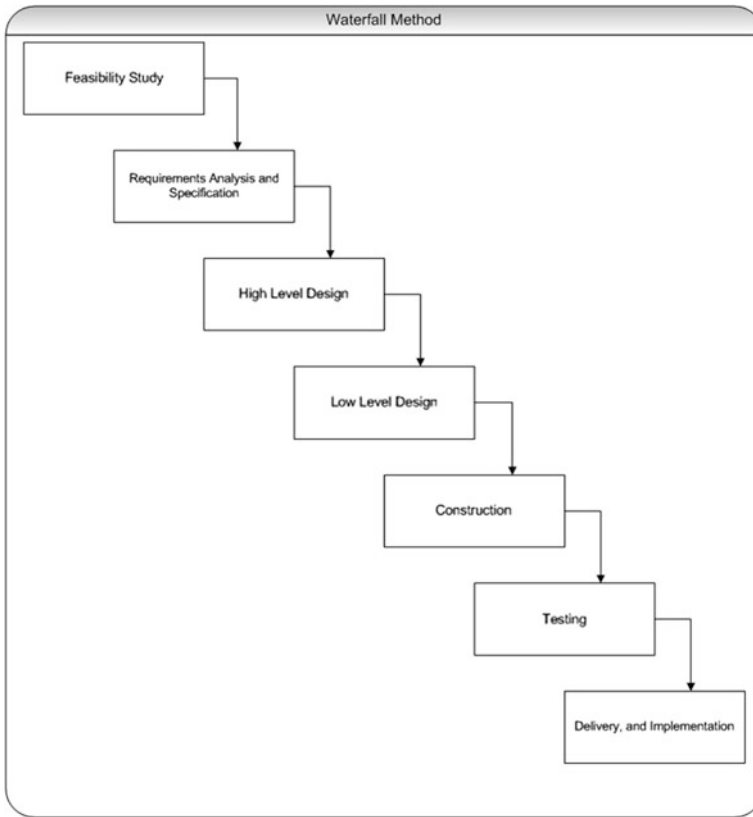 Waterfall Method
Feasibility Study
Requirements Analysis and
Specification
High Level Design
Low Level Design
Construction
Testing
Delivery, and Implementation